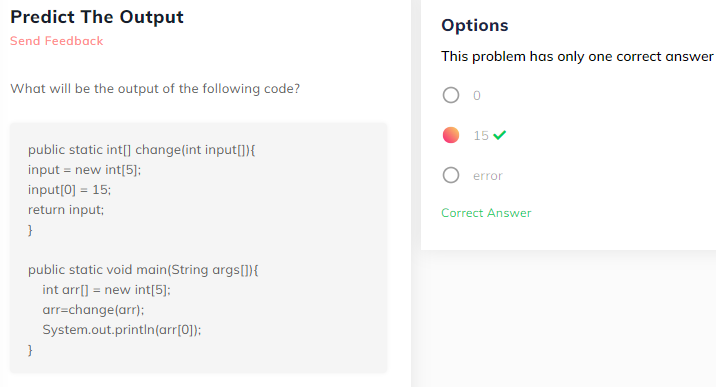 Predict The Output
Send Feedback
What will be the output of the following code?
public static int[] change(int input[]){
input = new int[5];
input[0] = 15;
return input;
}
public static void main(String args[]){
int arr[] = new int[5];
arr=change(arr);
System.out.println(arr[0]);
}
Options
This problem has only one correct answer
0
15
error
Correct Answer